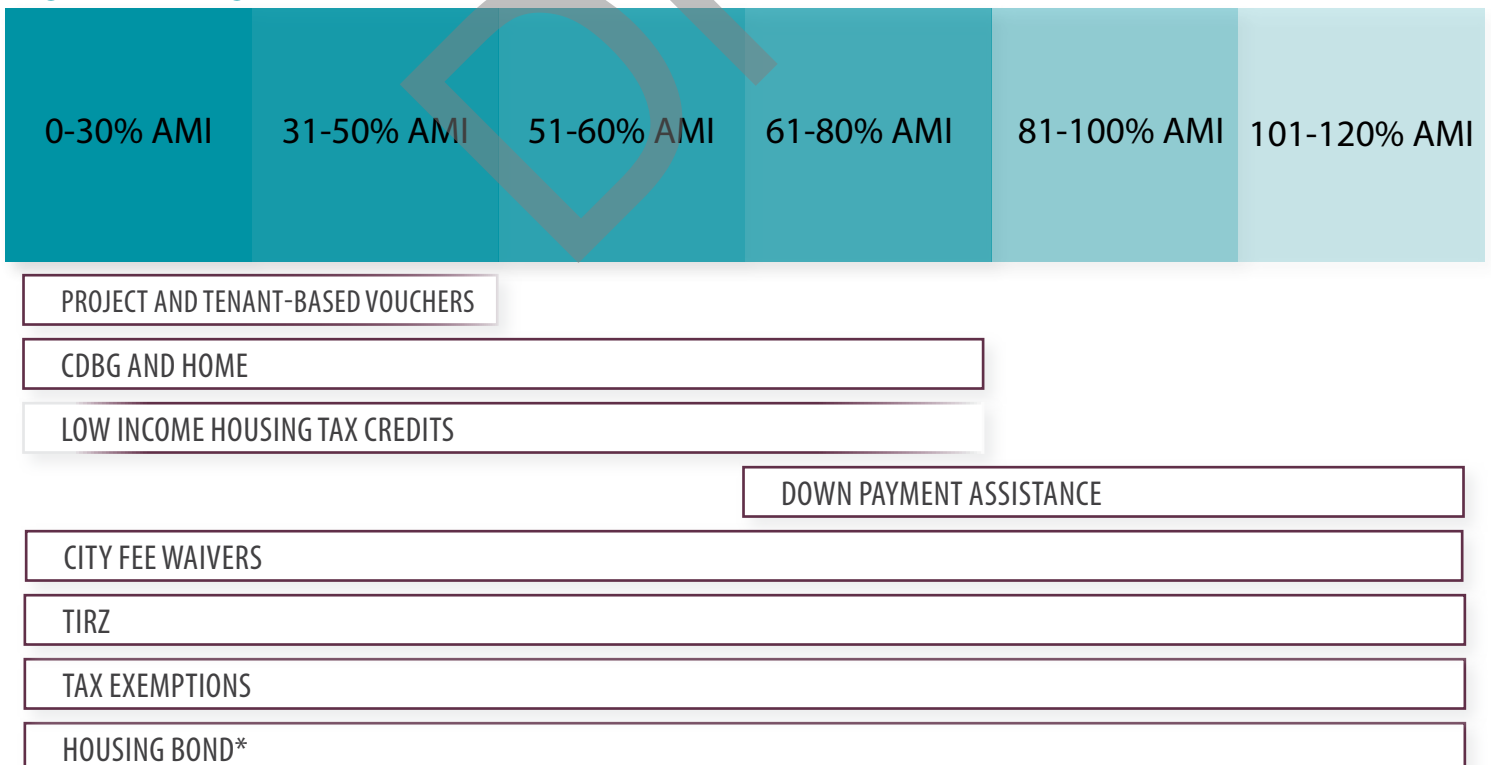 0-30% AMI 31-50% AMI 51-60% AMI 61-80% AMI 81-100% AMI 101-120% AMI
PROJECT AND TENANT-BASED VOUCHERS
CDBG AND HOME
LOW INCOME HOUSING TAX CREDITS
DOWN PAYMENT ASSISTANCE
CITY FEE WAIVERS
TIRZ
TAX EXEMPTIONS
HOUSING BOND*